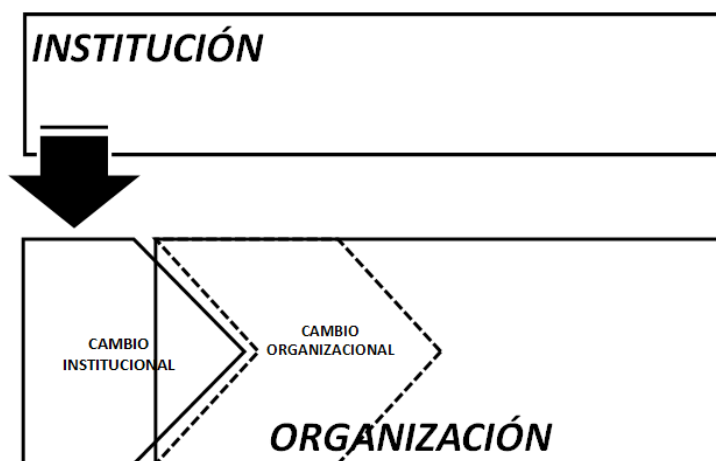 INSTITUCIÓN
CAMBIO
INSTITUCIONAL
CAMBIO
ORGANIZACIONAL
ORGANIZACIÓN